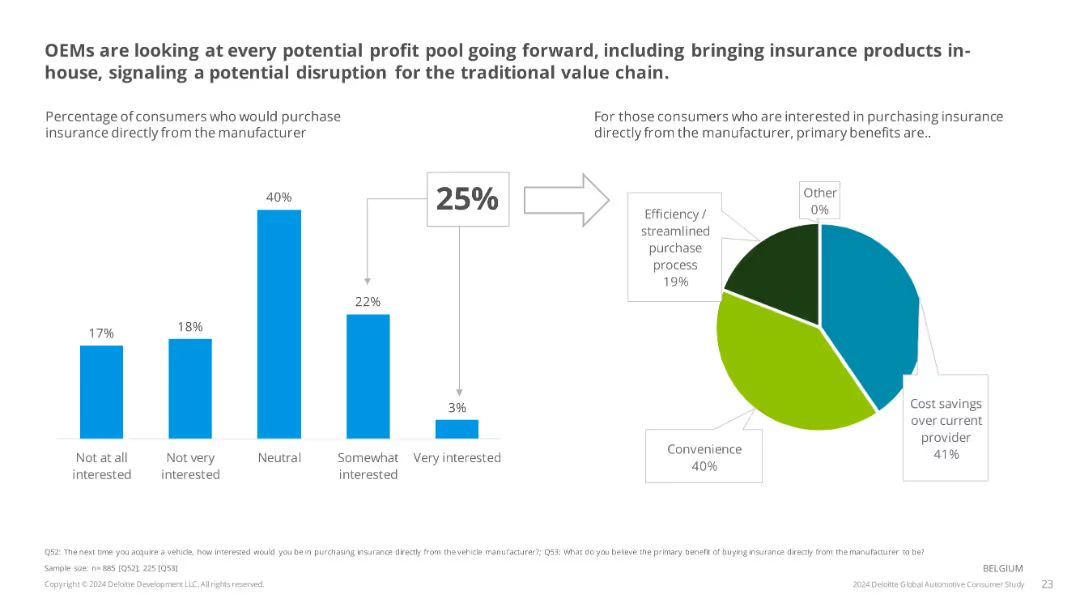 OEMs are looking at every potential profit pool going forward, including bringing insurance products in-
house, signaling a potential disruption for the traditional value chain.
Percentage of consumers who would purchase
insurance directly from the manufacturer
For those consumers who are interested in purchasing insurance
directly from the manufacturer, primary benefits are..
17%
18%
40%
22%
3%
25%
Not at all
interested
Not very
interested
Neutral
Somewhat
interested
Very interested
Other
0%
Efficiency /
streamlined
purchase
process
19%
Convenience
40%
Cost savings
over current
provider
41%
Q52: The next time you acquire a vehicle, how interested would you be in purchasing insurance directly from the vehicle manufacturer?; Q53: What do you believe the primary benefit of buying insurance directly from the manufacturer to be?
Sample size: n= 885 [Q52]; 225 [Q53]
BELGIUM
Copyright © 2024 Deloitte Development LLC. All rights reserved.
2024 Deloitte Global Automotive Consumer Study
23